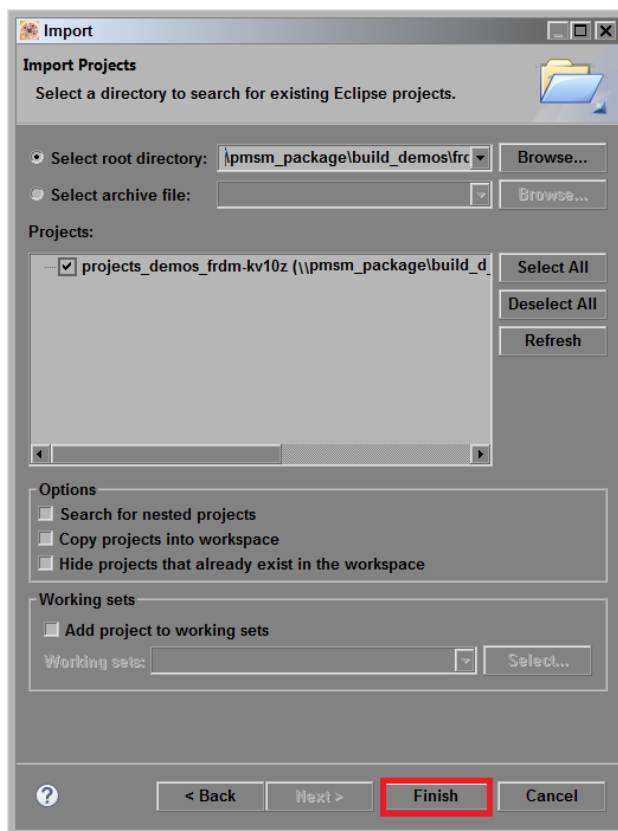 Import
Import Projects
Select a directory to search for existing Eclipse projects.
Select root directory: \pmsm_package\build_demos\frd Browse...
Select archive file: Browse...
Projects:
projects_demos_frdm-kv10z (\\pmsm_package\build_d Select All
Deselect All
Refresh
Options
Search for nested projects
Copy projects into workspace
Hide projects that already exist in the workspace
Working sets
Add project to working sets
Working sets: Select...
? < Back Next > Finish Cancel